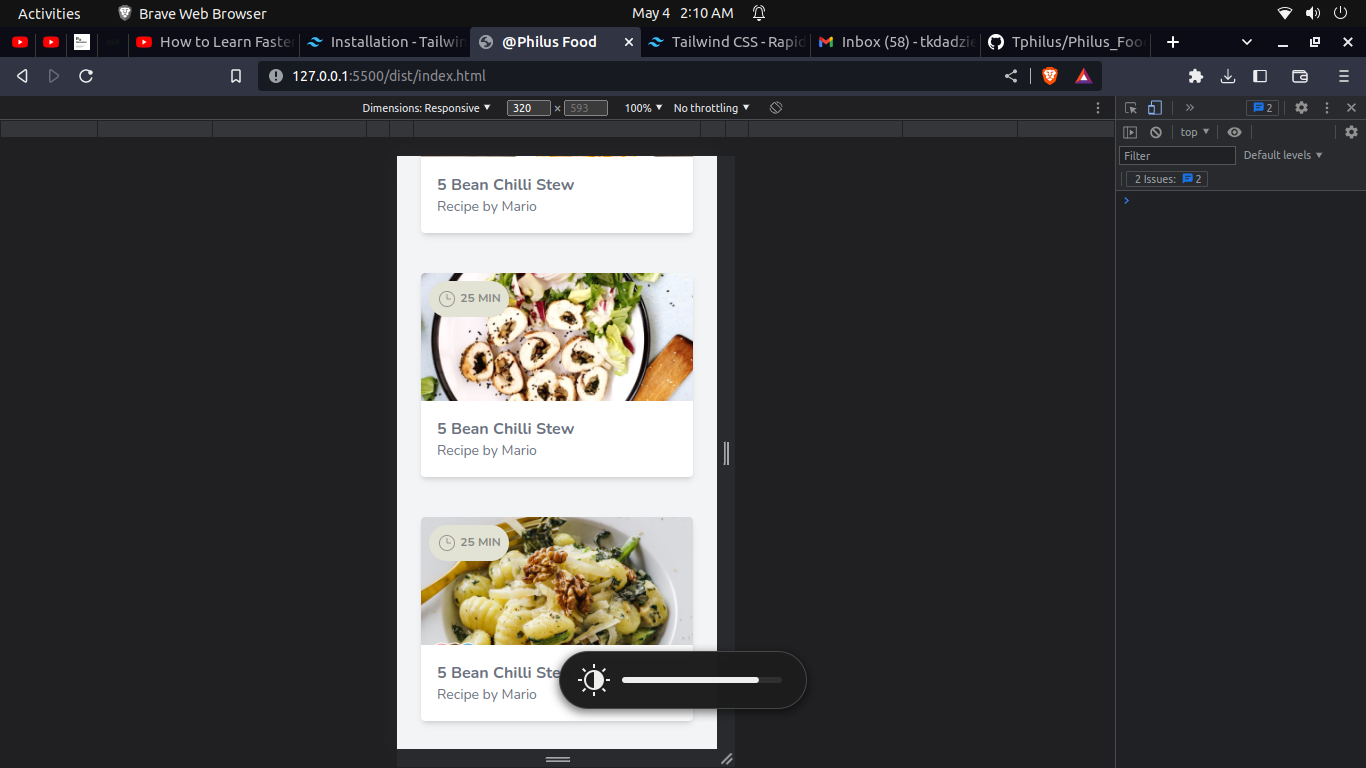 Activities Brave Web Browser May 4 2:10 AM
How to Learn Faste Installation - Tailwin @Philus Food Tailwind CSS - Rapid Inbox (58) - tkdadzie Tphilus/Philus_Foo
127.0.0.1:5500/dist/index.html
Dimensions: Responsive ▼ 320 × 593 100% ▼ No throttling ▼ » 2
top ▼
Filter Default levels ▼
2 Issues: 2
5 Bean Chilli Stew
Recipe by Mario
25 MIN
5 Bean Chilli Stew
Recipe by Mario
25 MIN
5 Bean Chilli Ste
Recipe by Mario